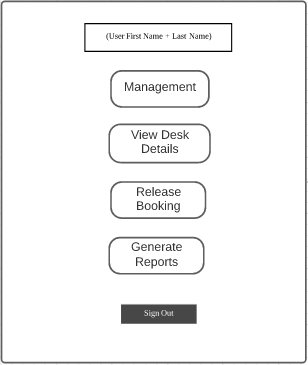 (User First Name + Last Name)
Management
View Desk
Details
Release
Booking
Generate
Reports
Sign Out